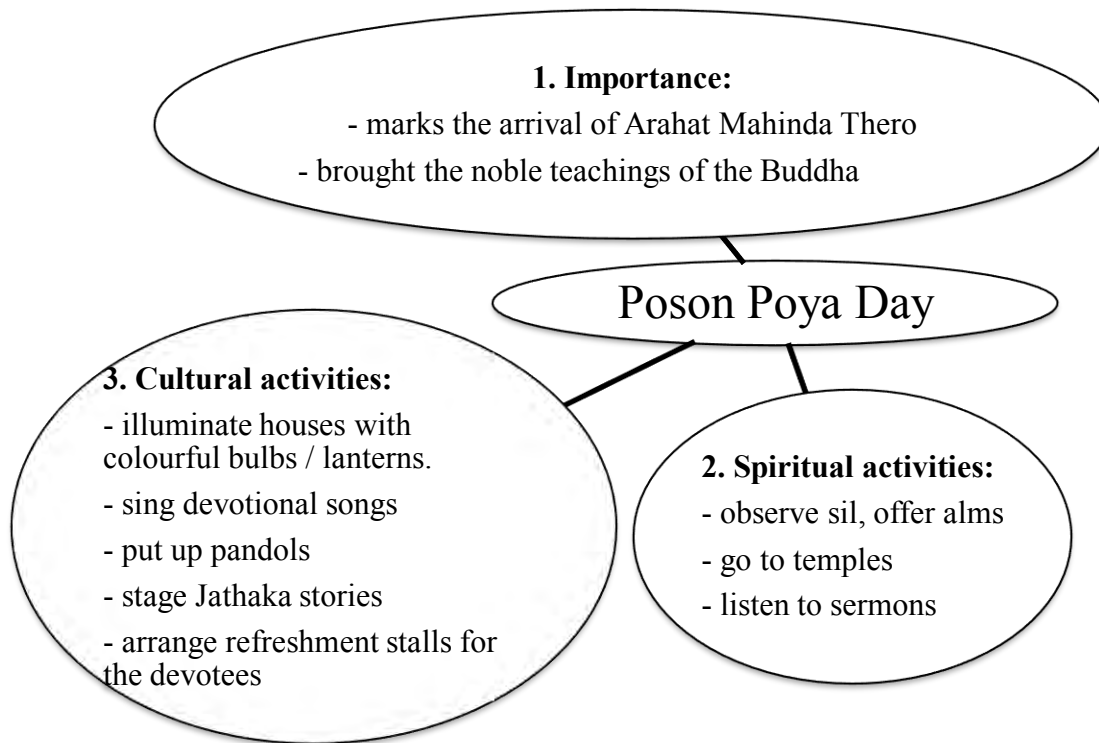 1. Importance:
- marks the arrival of Arahat Mahinda Thero
- brought the noble teachings of the Buddha
Poson Poya Day
3. Cultural activities:
- illuminate houses with
colourful bulbs / lanterns.
- sing devotional songs
- put up pandols
- stage Jathaka stories
- arrange refreshment stalls for
the devotees
2. Spiritual activities:
- observe sil, offer alms
- go to temples
- listen to sermons